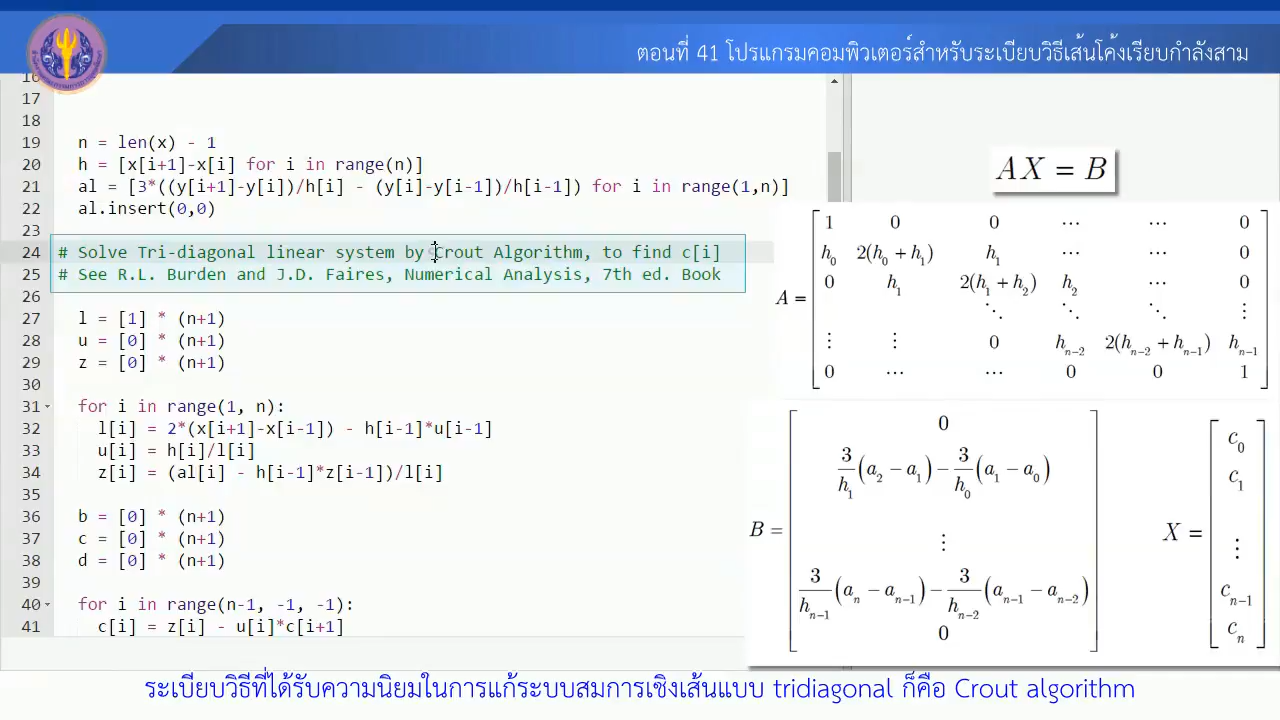 ตอนที่ 41 โปรแกรมคอมพิวเตอร์สำหรับระเบียบวิธีเส้นโค้งเรียบกำลังสาม
16
17
18
19 n = len(x) - 1
20 h = [x[i+1]-x[i] for i in range(n)]
21 al = [3*((y[i+1]-y[i])/h[i] - (y[i]-y[i-1])/h[i-1]) for i in range(1,n)]
22 al.insert(0,0)
23
24 # Solve Tri-diagonal linear system by Crout Algorithm, to find c[i]
25 # See R.L. Burden and J.D. Faires, Numerical Analysis, 7th ed. Book
26
27 l = [1] * (n+1)
28 u = [0] * (n+1)
29 z = [0] * (n+1)
30
31 for i in range(1, n):
32 l[i] = 2*(x[i+1]-x[i-1]) - h[i-1]*u[i-1]
33 u[i] = h[i]/l[i]
34 z[i] = (al[i] - h[i-1]*z[i-1])/l[i]
35
36 b = [0] * (n+1)
37 c = [0] * (n+1)
38 d = [0] * (n+1)
39
40 for i in range(n-1, -1, -1):
41 c[i] = z[i] - u[i]*c[i+1]
AX = B
A =
1 0 0 ⋯ ⋯ 0
h₀ 2(h₀ + h₁) h₁ ⋯ 0
0 h₁ 2(h₁ + h₂) h₂ ⋯ 0
⋱ ⋱ ⋱ ⋮
⋮ ⋮ 0 hₙ₋₂ 2(hₙ₋₂ + hₙ₋₁) hₙ₋₁
0 ⋯ ⋯ 0 0 1
B =
0
3/h₁ (a₂ − a₁) − 3/h₀ (a₁ − a₀)
⋮
3/hₙ₋₁ (aₙ − aₙ₋₁) − 3/hₙ₋₂ (aₙ₋₁ − aₙ₋₂)
0
X =
c₀
c₁
⋮
cₙ₋₁
cₙ
ระเบียบวิธีที่ได้รับความนิยมในการแก้ระบบสมการเชิงเส้นแบบ tridiagonal ก็คือ Crout algorithm